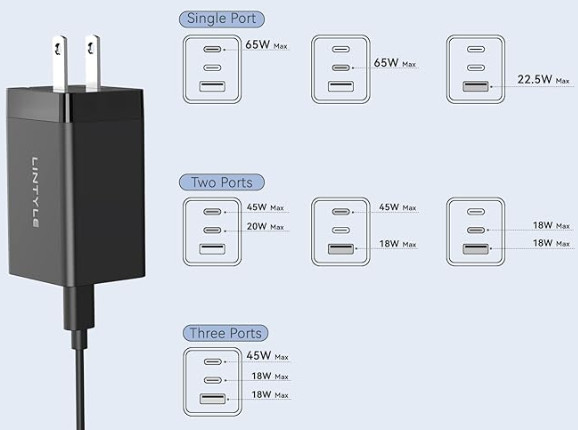 Single Port
65W Max
65W Max
22.5W Max
LINTYLE
Two Ports
45W Max
20W Max
45W Max
18W Max
18W Max
18W Max
Three Ports
45W Max
18W Max
18W Max